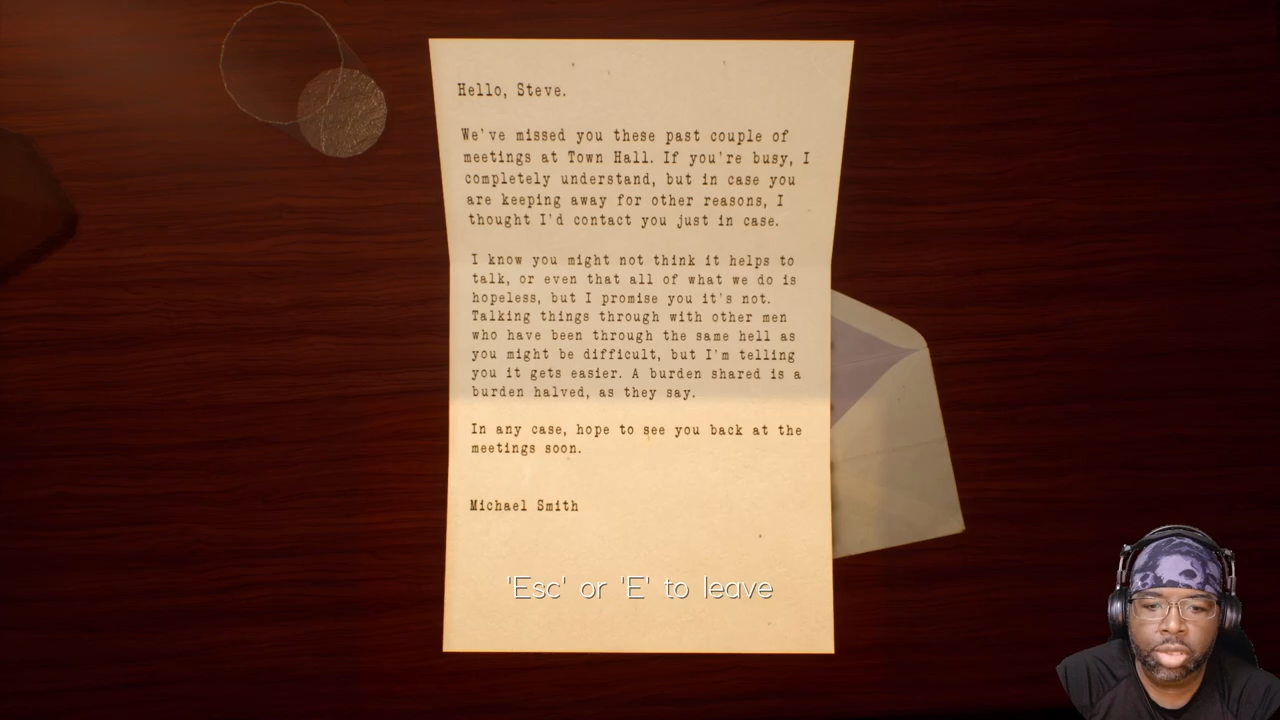 Hello, Steve.
We've missed you these past couple of
meetings at Town Hall. If you're busy, I
completely understand, but in case you
are keeping away for other reasons, I
thought I'd contact you just in case.
I know you might not think it helps to
talk, or even that all of what we do is
hopeless, but I promise you it's not.
Talking things through with other men
who have been through the same hell as
you might be difficult, but I'm telling
you it gets easier. A burden shared is a
burden halved, as they say.
In any case, hope to see you back at the
meetings soon.
Michael Smith
'Esc' or 'E' to leave